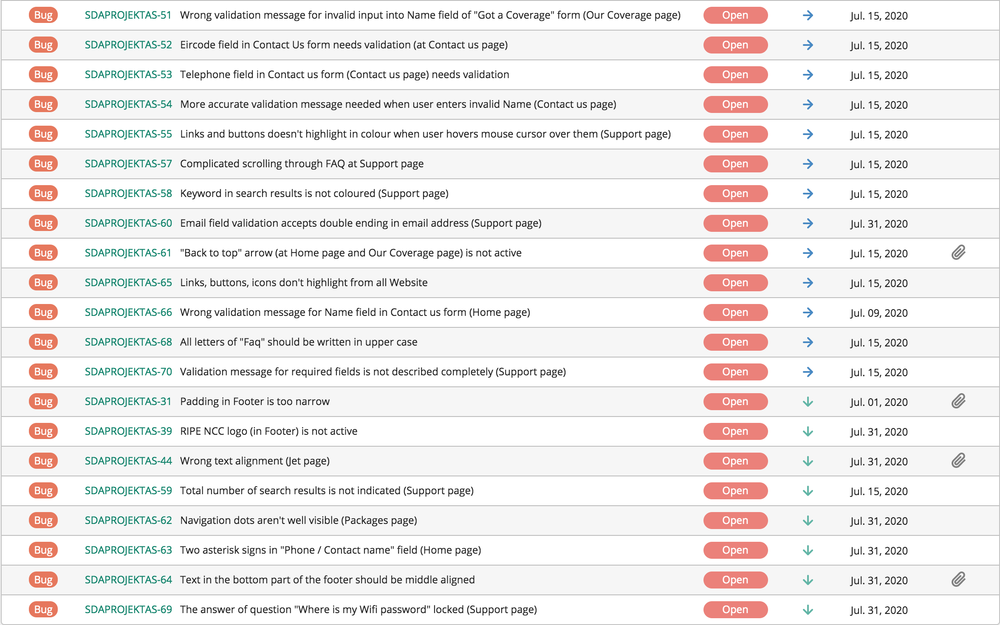 Bug SDAPROJEKTAS-51 Wrong validation message for invalid input into Name field of "Got a Coverage" form (Our Coverage page) Open Jul. 15, 2020
Bug SDAPROJEKTAS-52 Eircode field in Contact Us form needs validation (at Contact us page) Open Jul. 15, 2020
Bug SDAPROJEKTAS-53 Telephone field in Contact us form (Contact us page) needs validation Open Jul. 15, 2020
Bug SDAPROJEKTAS-54 More accurate validation message needed when user enters invalid Name (Contact us page) Open Jul. 15, 2020
Bug SDAPROJEKTAS-55 Links and buttons doesn't highlight in colour when user hovers mouse cursor over them (Support page) Open Jul. 15, 2020
Bug SDAPROJEKTAS-57 Complicated scrolling through FAQ at Support page Open Jul. 15, 2020
Bug SDAPROJEKTAS-58 Keyword in search results is not coloured (Support page) Open Jul. 15, 2020
Bug SDAPROJEKTAS-60 Email field validation accepts double ending in email address (Support page) Open Jul. 31, 2020
Bug SDAPROJEKTAS-61 "Back to top" arrow (at Home page and Our Coverage page) is not active Open Jul. 15, 2020
Bug SDAPROJEKTAS-65 Links, buttons, icons don't highlight from all Website Open Jul. 15, 2020
Bug SDAPROJEKTAS-66 Wrong validation message for Name field in Contact us form (Home page) Open Jul. 09, 2020
Bug SDAPROJEKTAS-68 All letters of "Faq" should be written in upper case Open Jul. 15, 2020
Bug SDAPROJEKTAS-70 Validation message for required fields is not described completely (Support page) Open Jul. 15, 2020
Bug SDAPROJEKTAS-31 Padding in Footer is too narrow Open Jul. 01, 2020
Bug SDAPROJEKTAS-39 RIPE NCC logo (in Footer) is not active Open Jul. 31, 2020
Bug SDAPROJEKTAS-44 Wrong text alignment (Jet page) Open Jul. 31, 2020
Bug SDAPROJEKTAS-59 Total number of search results is not indicated (Support page) Open Jul. 15, 2020
Bug SDAPROJEKTAS-62 Navigation dots aren't well visible (Packages page) Open Jul. 31, 2020
Bug SDAPROJEKTAS-63 Two asterisk signs in "Phone / Contact name" field (Home page) Open Jul. 31, 2020
Bug SDAPROJEKTAS-64 Text in the bottom part of the footer should be middle aligned Open Jul. 31, 2020
Bug SDAPROJEKTAS-69 The answer of question "Where is my Wifi password" locked (Support page) Open Jul. 31, 2020